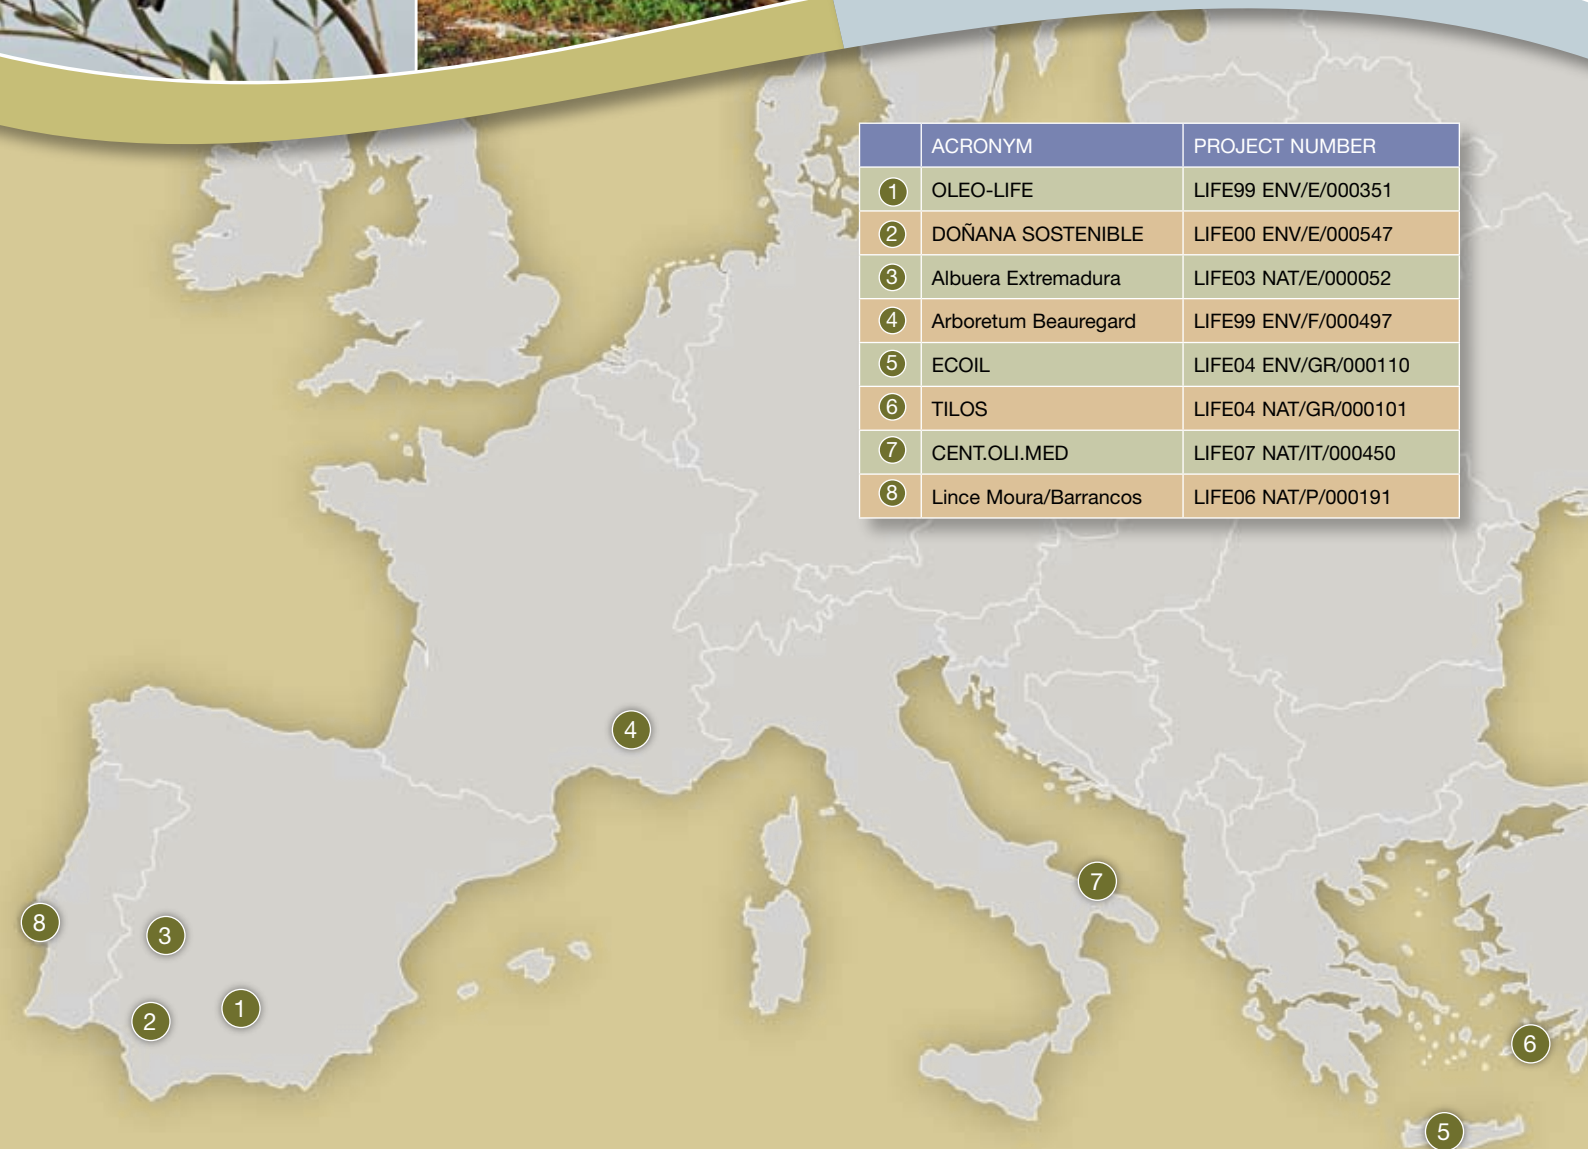 ACRONYM PROJECT NUMBER
1 OLEO-LIFE LIFE99 ENV/E/000351
2 DOÑANA SOSTENIBLE LIFE00 ENV/E/000547
3 Albuera Extremadura LIFE03 NAT/E/000052
4 Arboretum Beauregard LIFE99 ENV/F/000497
5 ECOIL LIFE04 ENV/GR/000110
6 TILOS LIFE04 NAT/GR/000101
7 CENT.OLI.MED LIFE07 NAT/IT/000450
8 Lince Moura/Barrancos LIFE06 NAT/P/000191
4
7
8
3
1
2
6
5